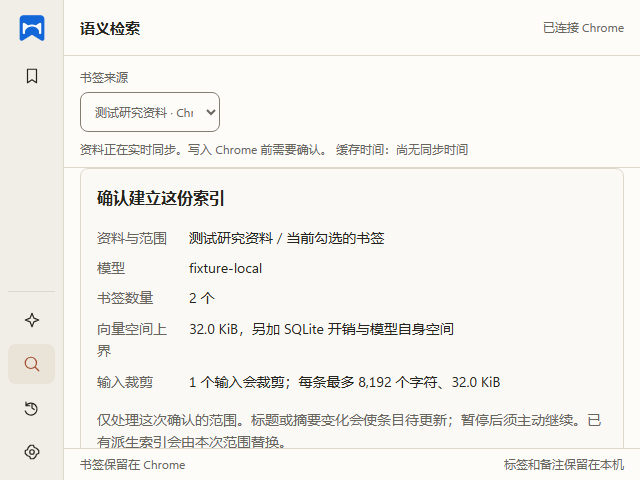 语义检索
已连接 Chrome
书签来源
测试研究资料 · Chr
资料正在实时同步。写入 Chrome 前需要确认。 缓存时间：尚无同步时间
确认建立这份索引
资料与范围 测试研究资料 / 当前勾选的书签
模型 fixture-local
书签数量 2 个
向量空间上界 32.0 KiB，另加 SQLite 开销与模型自身空间
输入裁剪 1 个输入会裁剪；每条最多 8,192 个字符、32.0 KiB
仅处理这次确认的范围。标题或摘要变化会使条目待更新；暂停后须主动继续。已
有派生索引会由本次范围替换。
书签保留在 Chrome
标签和备注保留在本机